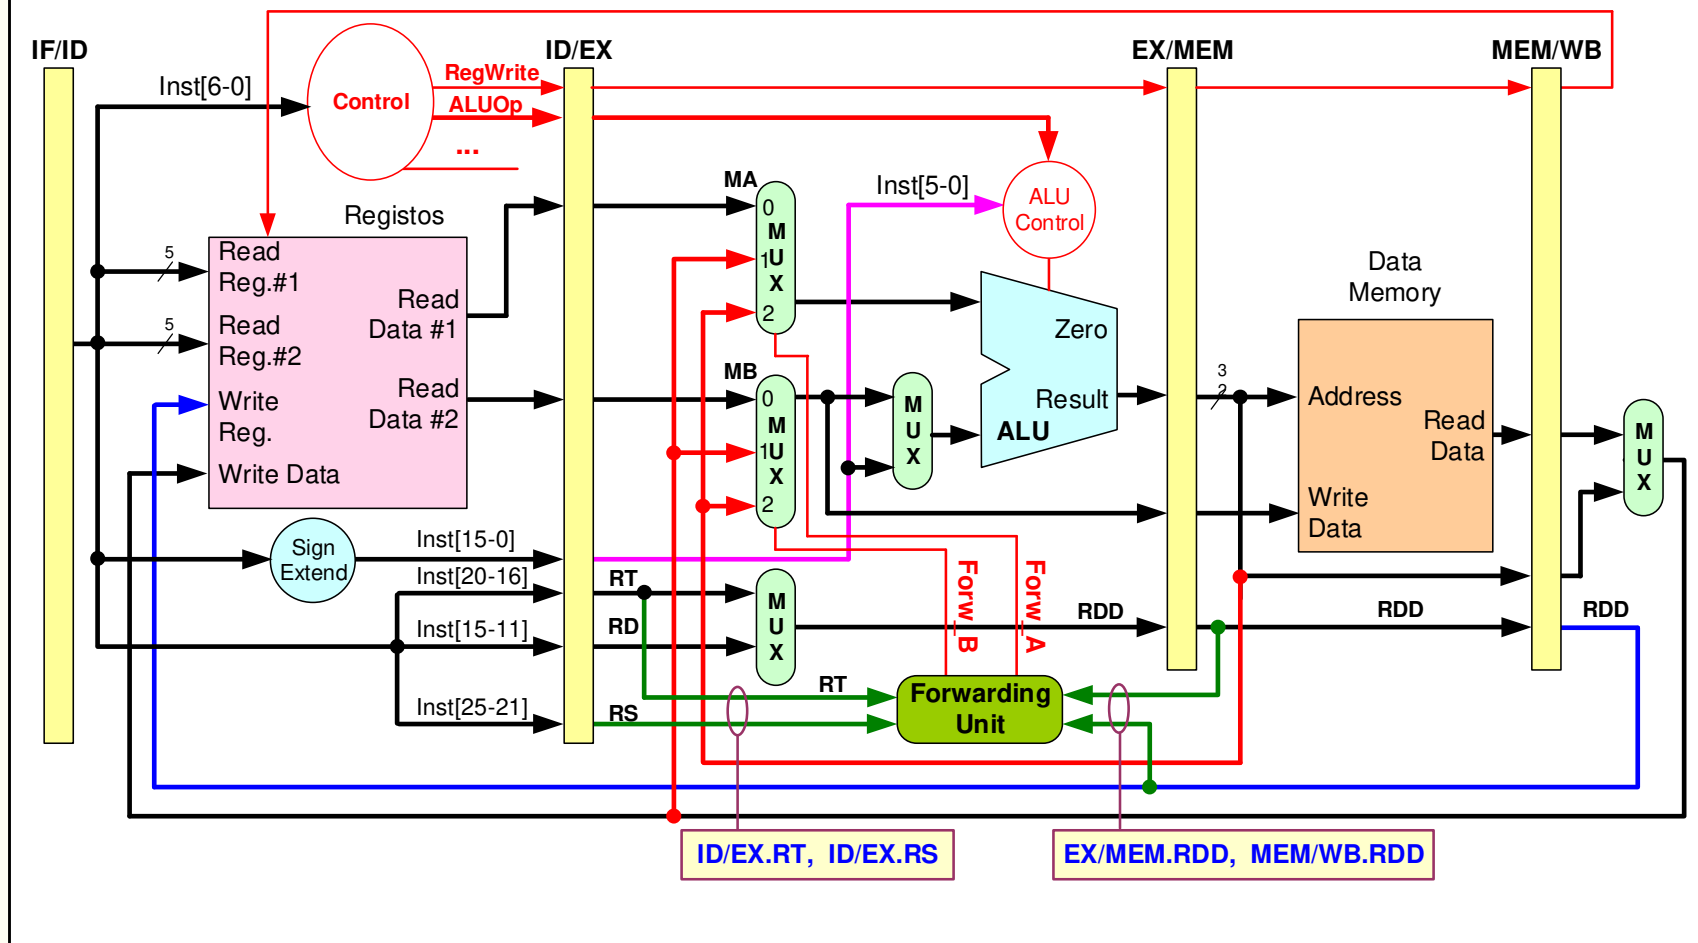 IF/ID
ID/EX
EX/MEM
MEM/WB
Inst[6-0]
Control
RegWrite
ALUOp
...
Registos
Read
Reg.#1
5
Read
Reg.#2
5
Write
Reg.
Write Data
Read
Data #1
Read
Data #2
Sign
Extend
Inst[15-0]
Inst[20-16]
Inst[15-11]
Inst[25-21]
MA
0
M
1U
X
2
MB
0
M
1U
X
2
Inst[5-0]
ALU
Control
M
U
X
Zero
Result
ALU
RT
RD
RS
M
U
X
RT
Forw_B
Forw_A
RDD
Forwarding
Unit
3
2
Data
Memory
Address
Read
Data
Write
Data
RDD
RDD
M
U
X
ID/EX.RT, ID/EX.RS
EX/MEM.RDD, MEM/WB.RDD